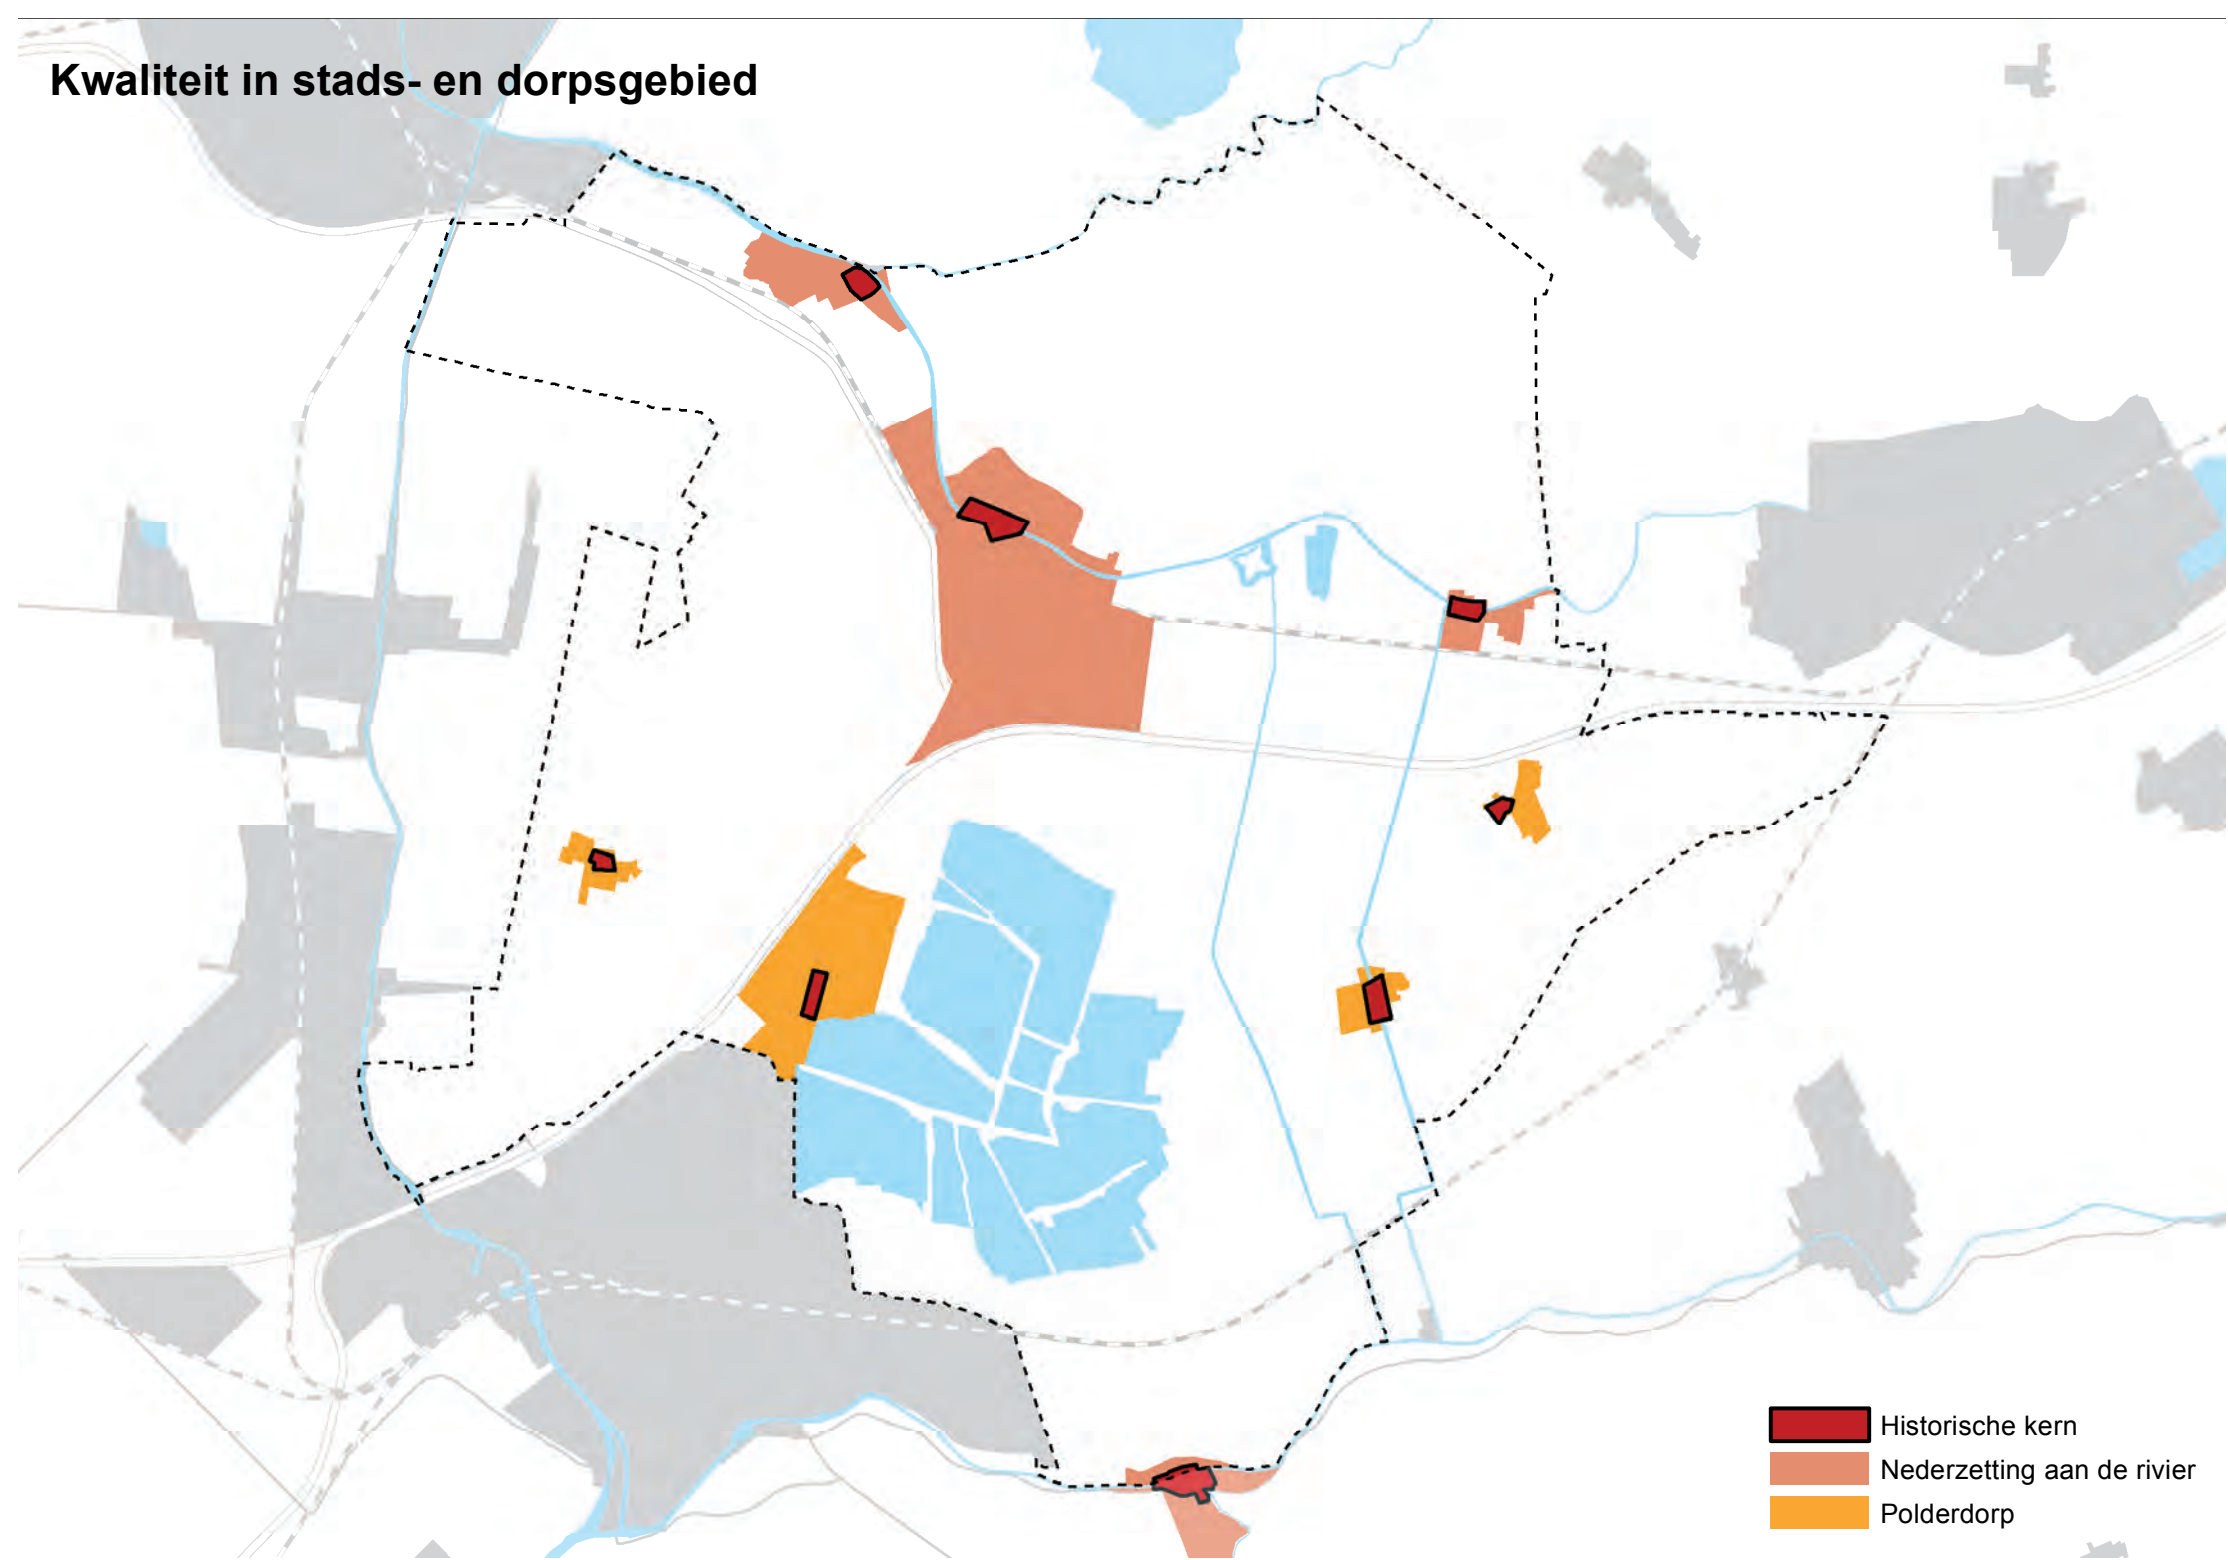 Kwaliteit in stads- en dorpsgebied
Historische kern
Nederzetting aan de rivier
Polderdorp